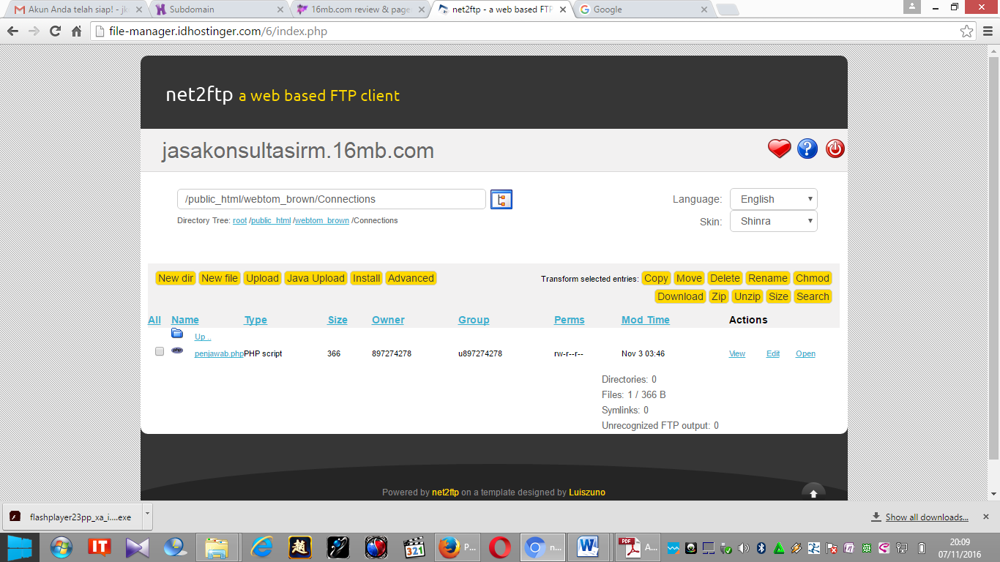 Akun Anda telah siap! - jk
Subdomain
16mb.com review & page
net2ftp - a web based FTP
Google
file-manager.idhostinger.com/6/index.php
net2ftp a web based FTP client
jasakonsultasirm.16mb.com
/public_html/webtom_brown/Connections
Language: English
Directory Tree: root /public_html /webtom_brown /Connections
Skin: Shinra
New dir New file Upload Java Upload Install Advanced
Transform selected entries: Copy Move Delete Rename Chmod
Download Zip Unzip Size Search
All Name Type Size Owner Group Perms Mod Time Actions
Up ..
php penjawab.php PHP script 366 897274278 u897274278 rw-r--r-- Nov 3 03:46 View Edit Open
Directories: 0
Files: 1 / 366 B
Symlinks: 0
Unrecognized FTP output: 0
Powered by net2ftp on a template designed by Luiszuno
flashplayer23pp_xa_i....exe
Show all downloads...
IT
超
321
P...
n...
W
PDF
A...
20:09
07/11/2016